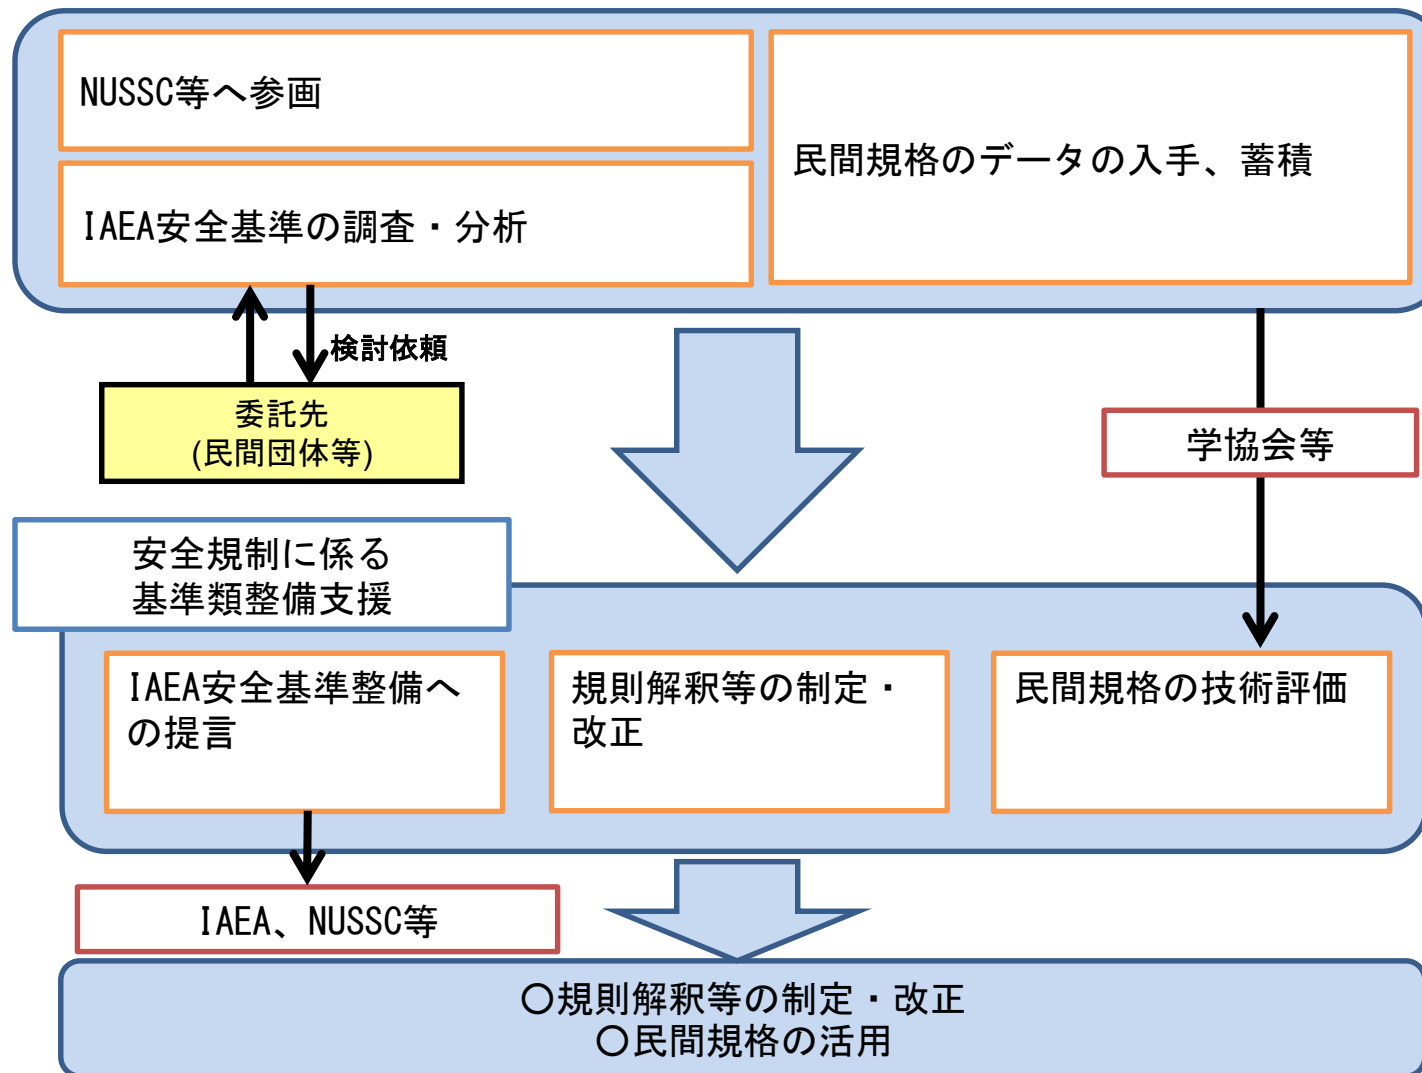 NUSSC等へ参画
民間規格のデータの入手、蓄積
IAEA安全基準の調査・分析
検討依頼
委託先
(民間団体等)
学協会等
安全規制に係る
基準類整備支援
IAEA安全基準整備へ
の提言
規則解釈等の制定・
改正
民間規格の技術評価
IAEA、NUSSC等
〇規則解釈等の制定・改正
〇民間規格の活用